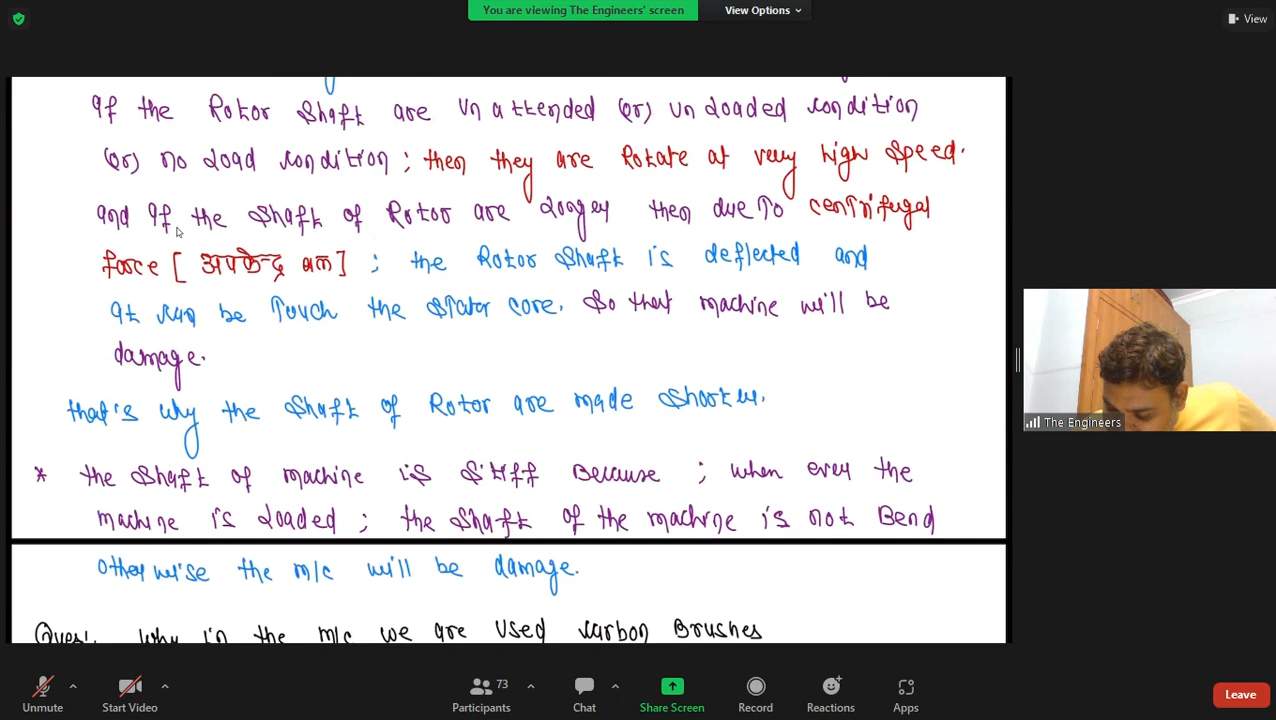 You are viewing The Engineers' screen
View Options
View
If the Rotor Shaft are Un attended (or) un Loaded condition
(or) no Load condition ; then they are Rotate at very high Speed.
and If the Shaft of Rotor are Longer then due To centrifugal
force [ अपकेन्द्र बल ] ; the Rotor Shaft is deflected and
It can be Touch the Stator core. So that machine will be
damage.
that's why the Shaft of Rotor are made Shorter.
* the Shaft of machine is Stiff Because ; when ever the
machine is Loaded ; the Shaft of the machine is not Bend
otherwise the m/c will be damage.
Ques: Why in the m/c we are Used carbon Brushes
The Engineers
Unmute
Start Video
73
Participants
Chat
Share Screen
Record
Reactions
Apps
Leave